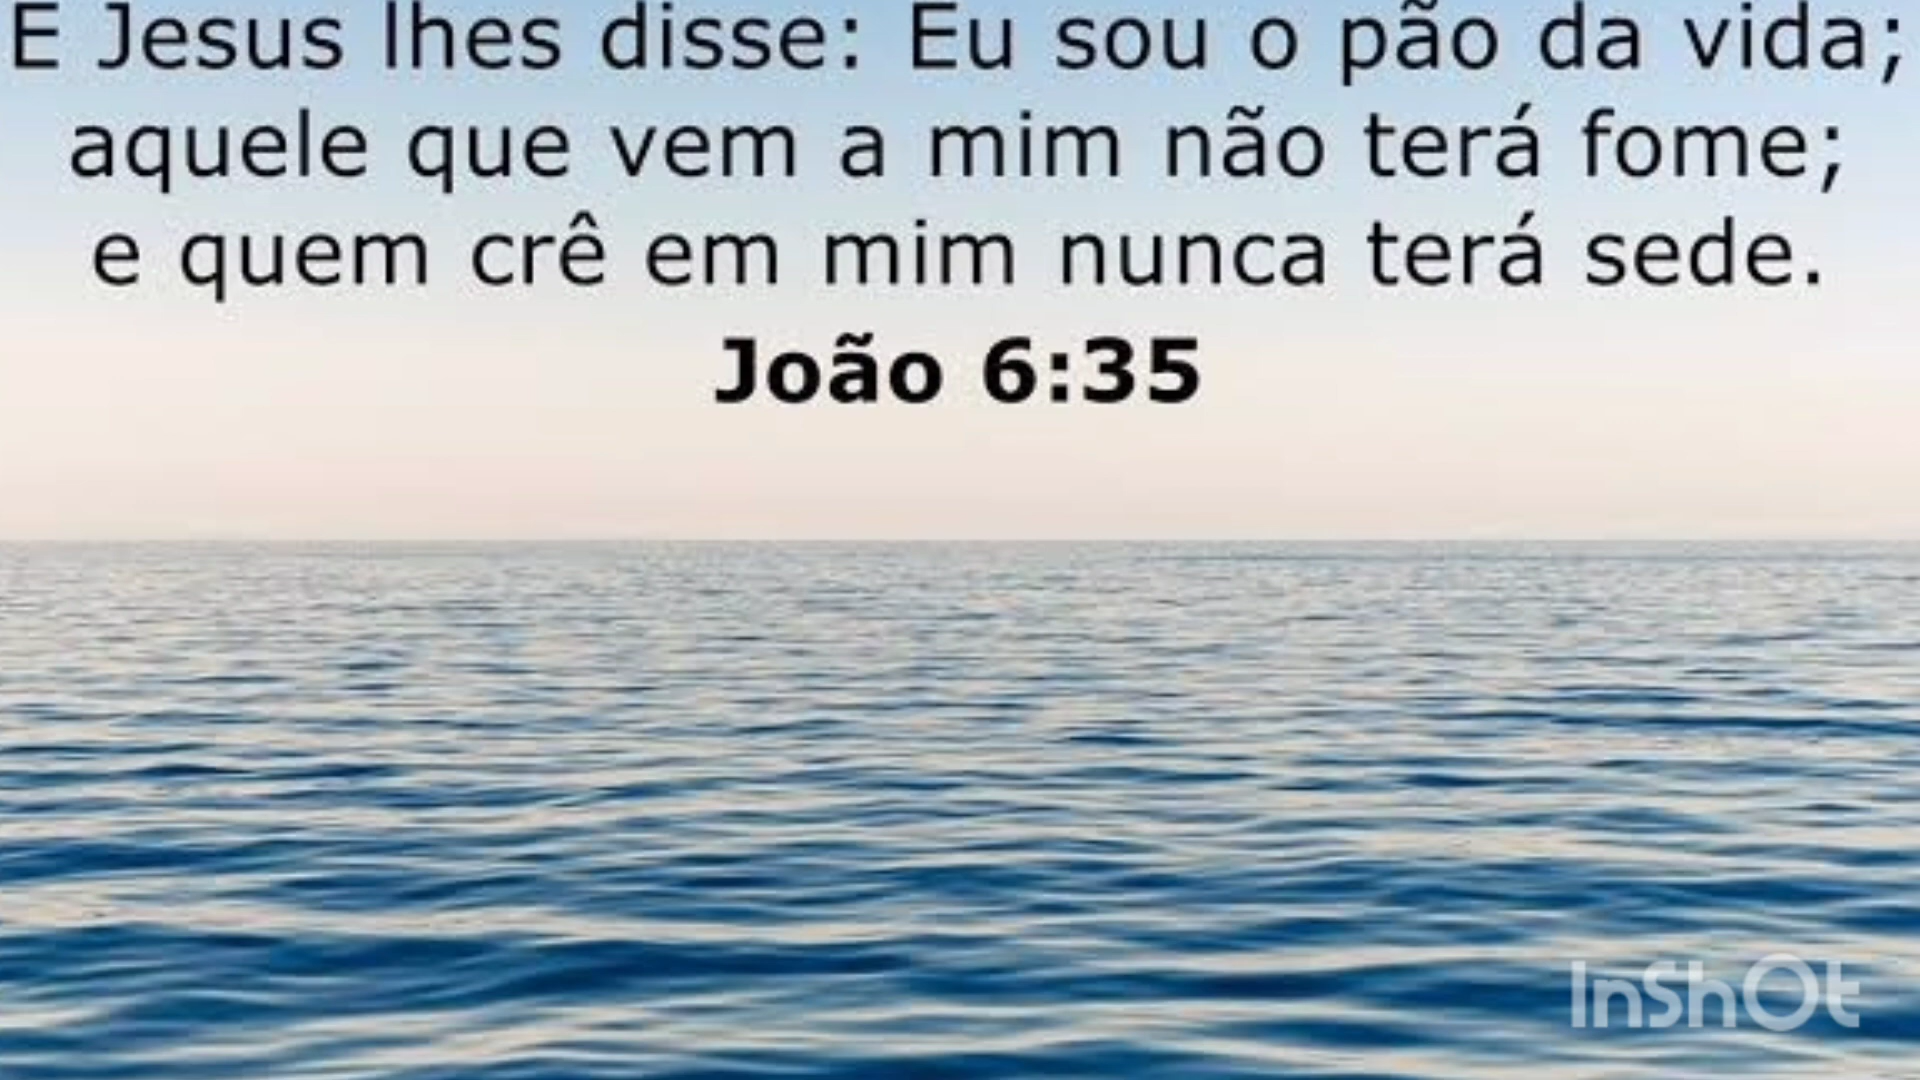 E Jesus lhes disse: Eu sou o pão da vida;
aquele que vem a mim não terá fome;
e quem crê em mim nunca terá sede.
João 6:35
InShOt